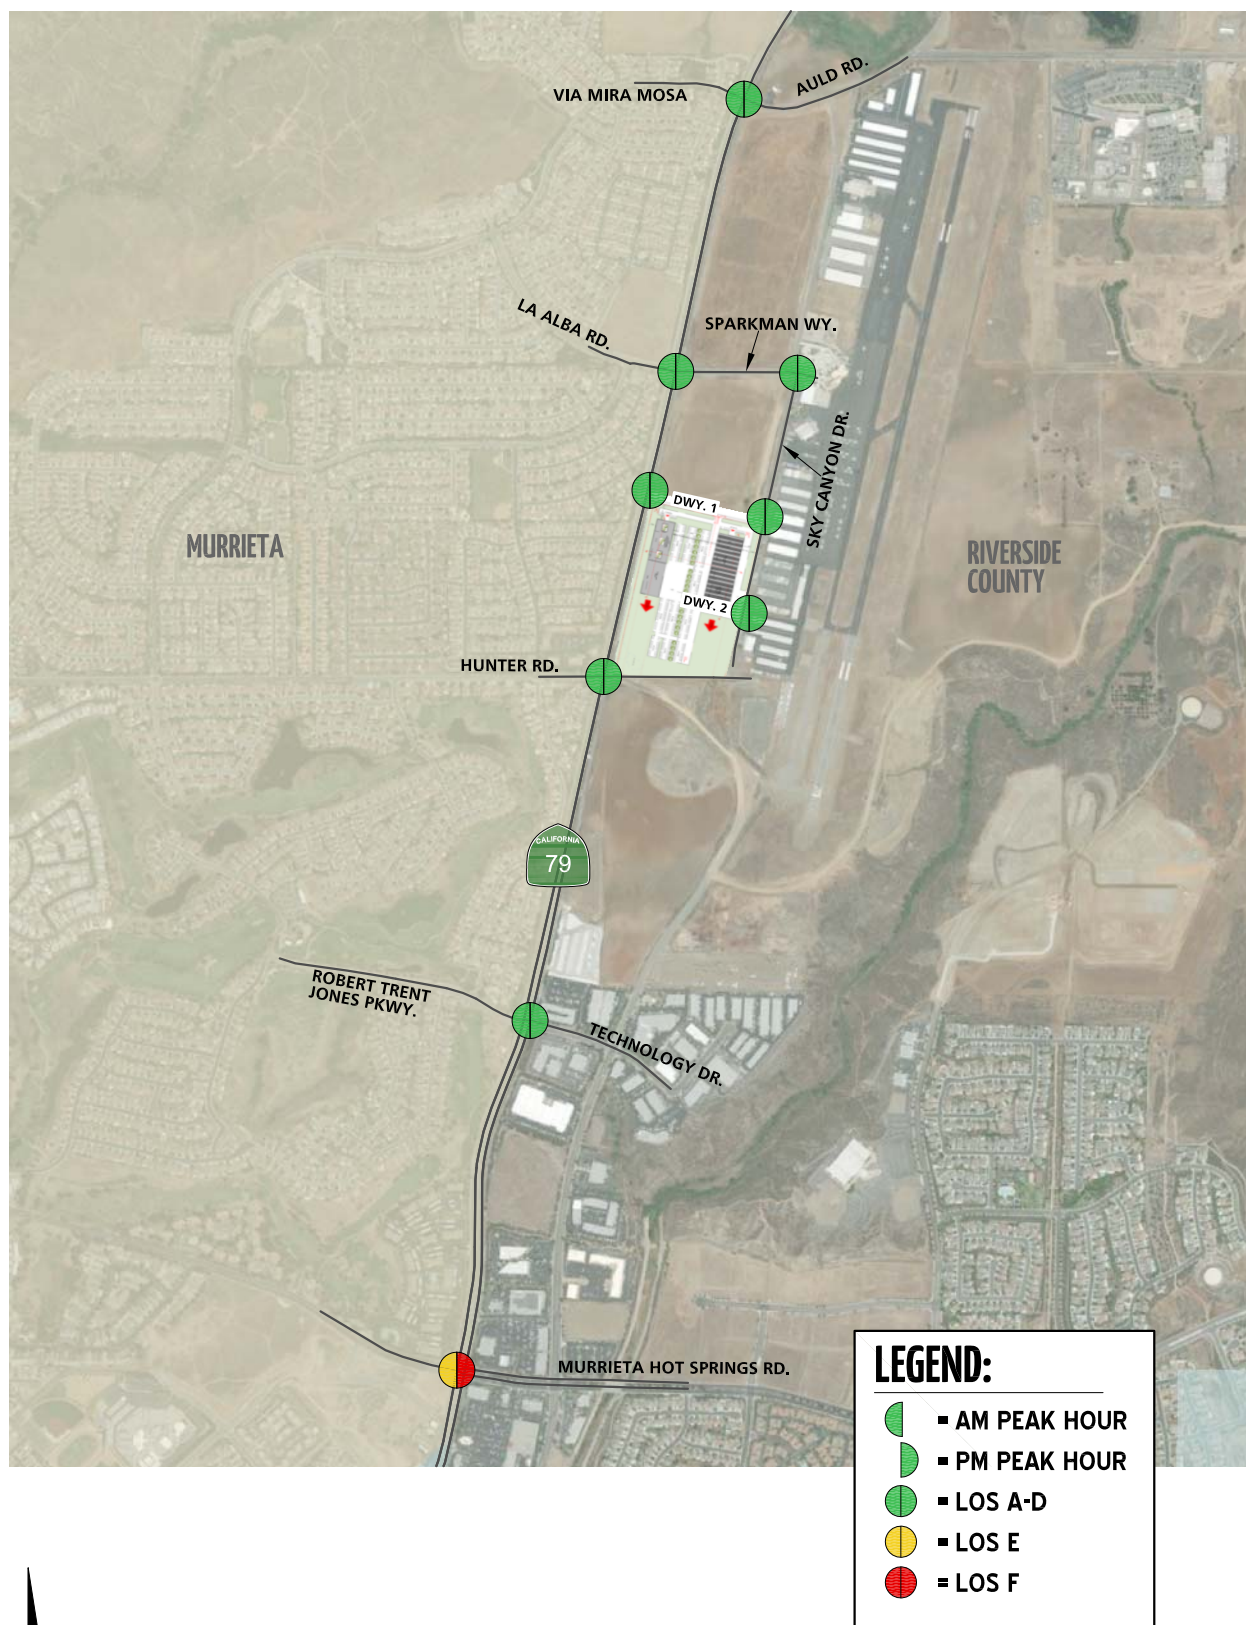 AULD RD.
VIA MIRA MOSA
LA ALBA RD.
SPARKMAN WY.
SKY CANYON DR.
DWY. 1
MURRIETA
RIVERSIDE
COUNTY
DWY. 2
HUNTER RD.
CALIFORNIA
79
ROBERT TRENT
JONES PKWY.
TECHNOLOGY DR.
MURRIETA HOT SPRINGS RD.
LEGEND:
= AM PEAK HOUR
= PM PEAK HOUR
= LOS A-D
= LOS E
= LOS F